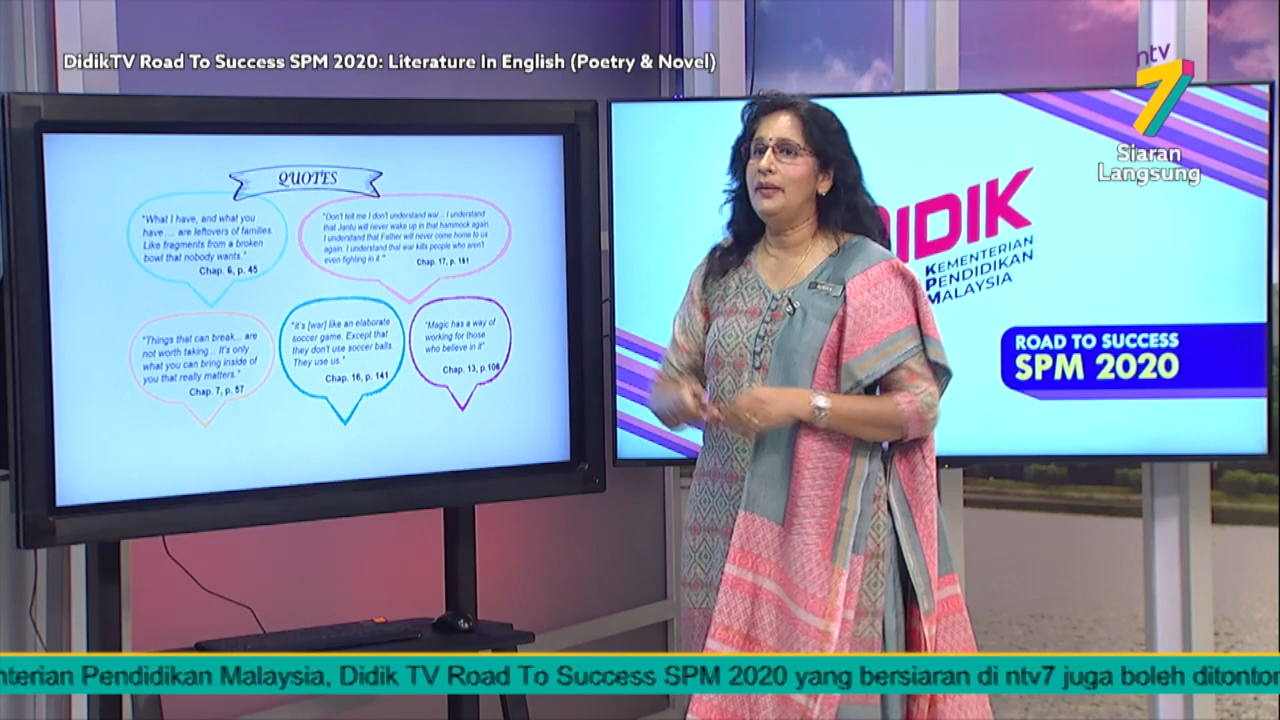 DidikTV Road To Success SPM 2020: Literature In English (Poetry & Novel)
ntv
7
Siaran
Langsung
QUOTES
"What I have, and what you
have.... are leftovers of families.
Like fragments from a broken
bowl that nobody wants."
Chap. 6, p. 45
"Don't tell me I don't understand war... I understand
that Jantu will never wake up in that hammock again.
I understand that Father will never come home to us
again. I understand that war kills people who aren't
even fighting in it."
Chap. 17, p. 151
"Things that can break... are
not worth taking... It's only
what you can bring inside of
you that really matters."
Chap. 7, p. 57
"It's [war] like an elaborate
soccer game. Except that
they don't use soccer balls.
They use us."
Chap. 16, p. 141
"Magic has a way of
working for those
who believe in it".
Chap. 13, p.106
DIDIK
KEMENTERIAN
PENDIDIKAN
MALAYSIA
ROAD TO SUCCESS
SPM 2020
nterian Pendidikan Malaysia, Didik TV Road To Success SPM 2020 yang bersiaran di ntv7 juga boleh ditonton